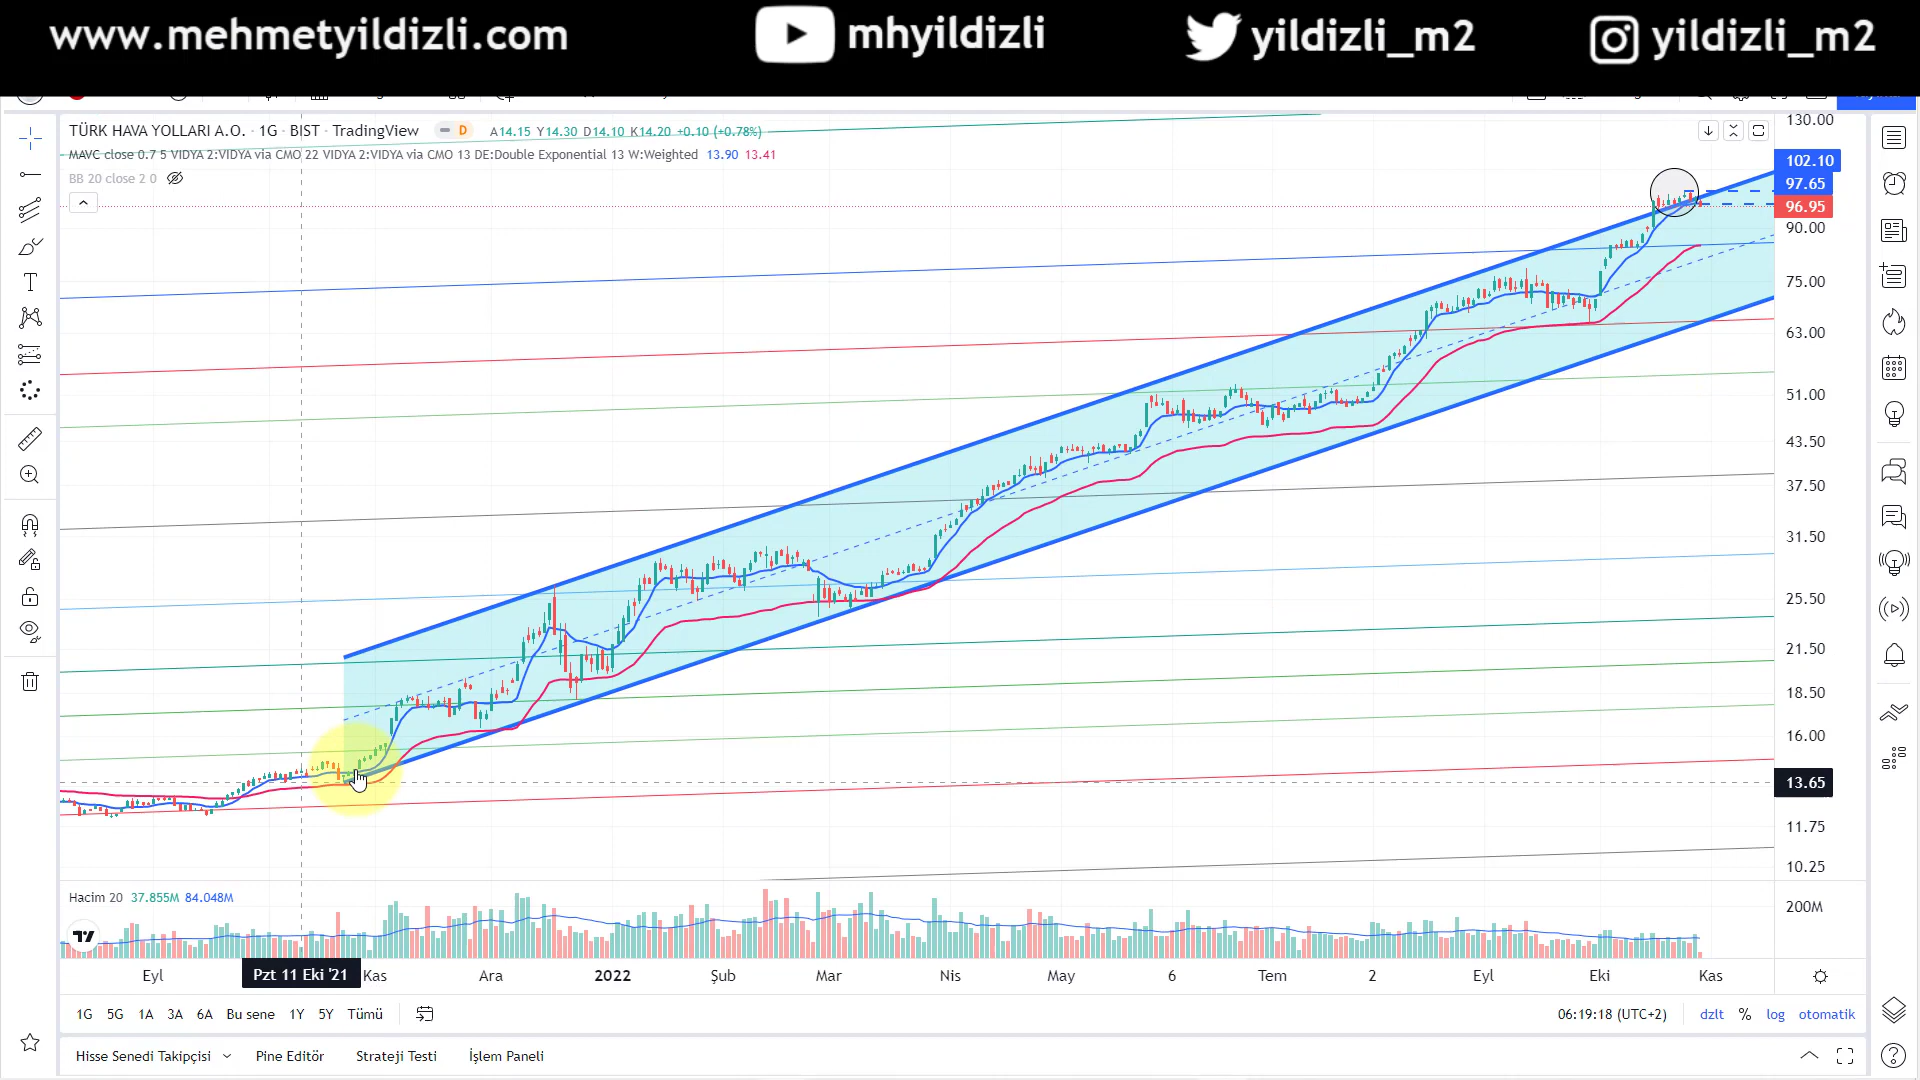 www.mehmetyildizli.com
mhyildizli
yildizli_m2
yildizli_m2
TÜRK HAVA YOLLARI A.O. · 1G · BIST · TradingView
D
A14.15 Y14.30 D14.10 K14.20 +0.10 (+0.78%)
MAVC close 0.7 5 VIDYA 2:VIDYA via CMO 22 VIDYA 2:VIDYA via CMO 13 DE:Double Exponential 13 W:Weighted 13.90 13.41
BB 20 close 2 0
130.00
102.10
97.65
96.95
90.00
75.00
63.00
51.00
43.50
37.50
31.50
25.50
21.50
18.50
16.00
13.65
11.75
10.25
Hacim 20 37.855M 84.048M
200M
Eyl
Pzt 11 Eki '21
Kas
Ara
2022
Şub
Mar
Nis
May
6
Tem
2
Eyl
Eki
Kas
1G 5G 1A 3A 6A Bu sene 1Y 5Y Tümü
06:19:18 (UTC+2)
dzlt % log otomatik
Hisse Senedi Takipçisi
Pine Editör
Strateji Testi
İşlem Paneli